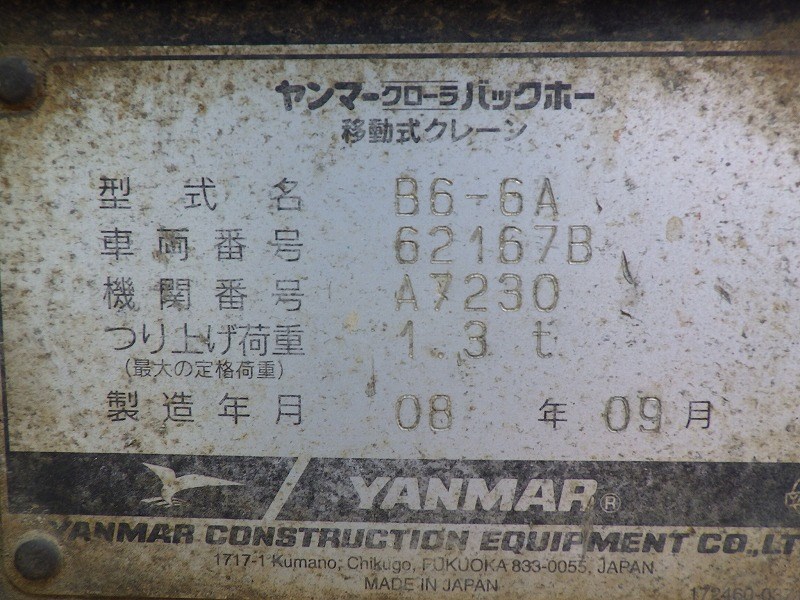 ヤンマークローラバックホー
移動式クレーン
型式名 B6-6A
車両番号 62167B
機関番号 A7230
つり上げ荷重 1.3 t
(最大の定格荷重)
製造年月 08 年 09 月
YANMAR®
YANMAR CONSTRUCTION EQUIPMENT CO.,LT
1717-1 Kumano, Chikugo, FUKUOKA 833-0055, JAPAN
MADE IN JAPAN